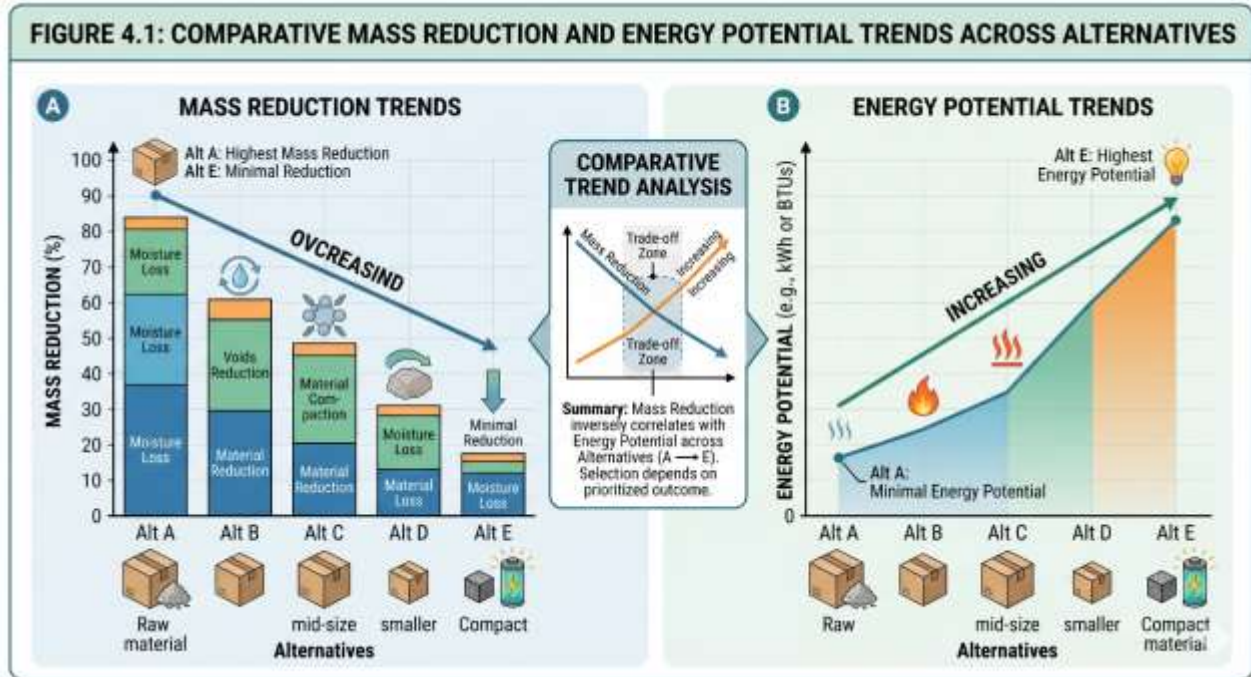 FIGURE 4.1: COMPARATIVE MASS REDUCTION AND ENERGY POTENTIAL TRENDS ACROSS ALTERNATIVES
A
MASS REDUCTION TRENDS
Alt A: Highest Mass Reduction
Alt E: Minimal Reduction
OVCREASIND
MASS REDUCTION (%)
100
90
80
70
60
50
40
30
20
10
0
Moisture
Loss
Moisture
Loss
Moisture
Loss
Voids
Reduction
Material
Reduction
Material
Com-
paction
Material
Reduction
Moisture
Loss
Material
Loss
Minimal
Reduction
Moisture
Loss
Alt A
Alt B
Alt C
Alt D
Alt E
Raw
material
mid-size
smaller
Compact
Alternatives
COMPARATIVE
TREND ANALYSIS
Mass Reduction
Trade-off
Zone
Increasing
Increasing
Trade-off
Zone
Summary: Mass Reduction
inversely correlates with
Energy Potential across
Alternatives (A → E).
Selection depends on
prioritized outcome.
B
ENERGY POTENTIAL TRENDS
Alt E: Highest
Energy Potential
INCREASING
ENERGY POTENTIAL (e.g., kWh or BTUs)
0
Alt A:
Minimal Energy Potential
Alt A
Alt B
Alt C
Alt D
Alt E
Raw
mid-size
smaller
Compact
material
Alternatives